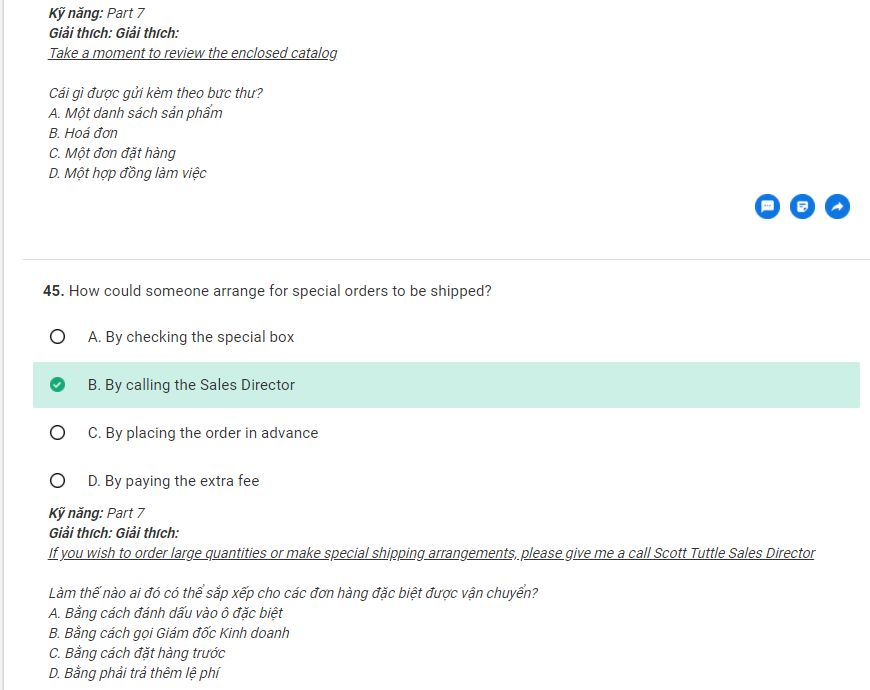 Kỹ năng: Part 7
Giải thích: Giải thích:
Take a moment to review the enclosed catalog
Cái gì được gửi kèm theo bức thư?
A. Một danh sách sản phẩm
B. Hoá đơn
C. Một đơn đặt hàng
D. Một hợp đồng làm việc
45. How could someone arrange for special orders to be shipped?
A. By checking the special box
B. By calling the Sales Director
C. By placing the order in advance
D. By paying the extra fee
Kỹ năng: Part 7
Giải thích: Giải thích:
If you wish to order large quantities or make special shipping arrangements, please give me a call Scott Tuttle Sales Director
Làm thế nào ai đó có thể sắp xếp cho các đơn hàng đặc biệt được vận chuyển?
A. Bằng cách đánh dấu vào ô đặc biệt
B. Bằng cách gọi Giám đốc Kinh doanh
C. Bằng cách đặt hàng trước
D. Bằng phải trả thêm lệ phí